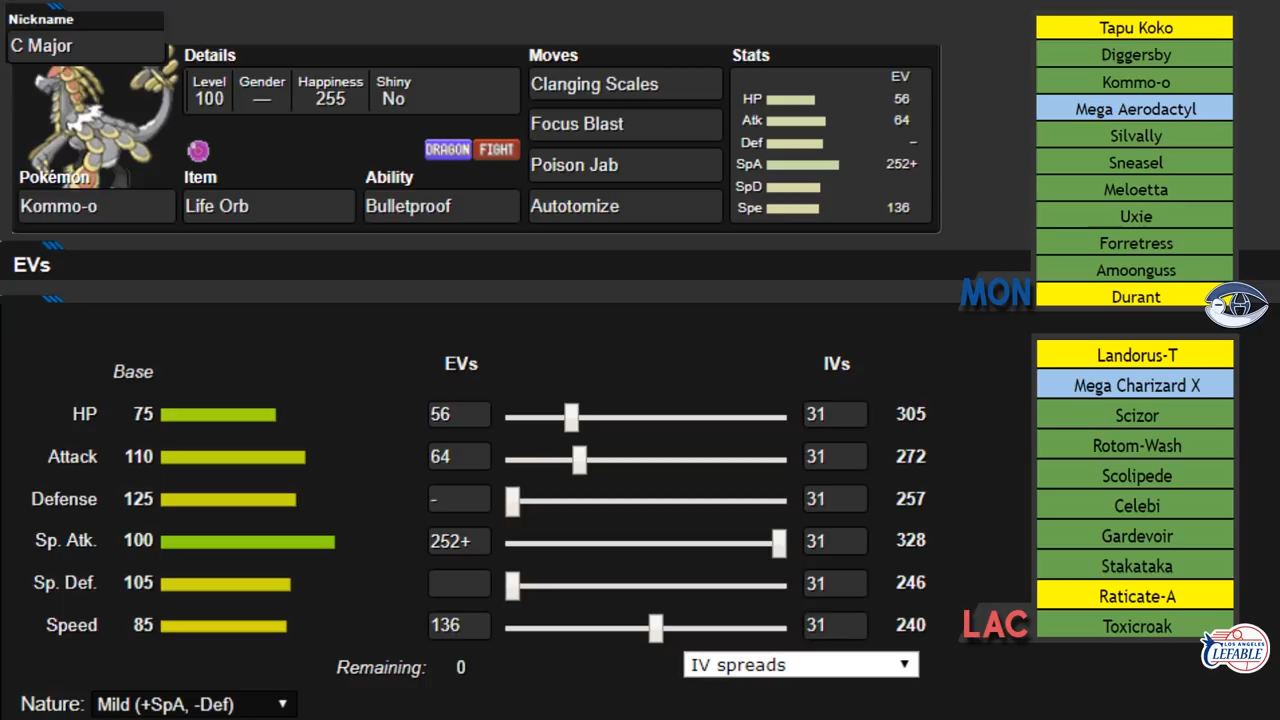 Nickname
C Major
Details
Level
100
Gender
—
Happiness
255
Shiny
No
DRAGON FIGHT
Pokémon
Kommo-o
Item
Life Orb
Ability
Bulletproof
Moves
Clanging Scales
Focus Blast
Poison Jab
Autotomize
Stats
EV
HP 56
Atk 64
Def –
SpA 252+
SpD
Spe 136
EVs
Base EVs IVs
HP 75 56 31 305
Attack 110 64 31 272
Defense 125 - 31 257
Sp. Atk. 100 252+ 31 328
Sp. Def. 105 31 246
Speed 85 136 31 240
Remaining: 0
IV spreads
Nature: Mild (+SpA, -Def)
Tapu Koko
Diggersby
Kommo-o
Mega Aerodactyl
Silvally
Sneasel
Meloetta
Uxie
Forretress
Amoonguss
Durant
MON
Landorus-T
Mega Charizard X
Scizor
Rotom-Wash
Scolipede
Celebi
Gardevoir
Stakataka
Raticate-A
Toxicroak
LAC
LOS ANGELES
CLEFABLE